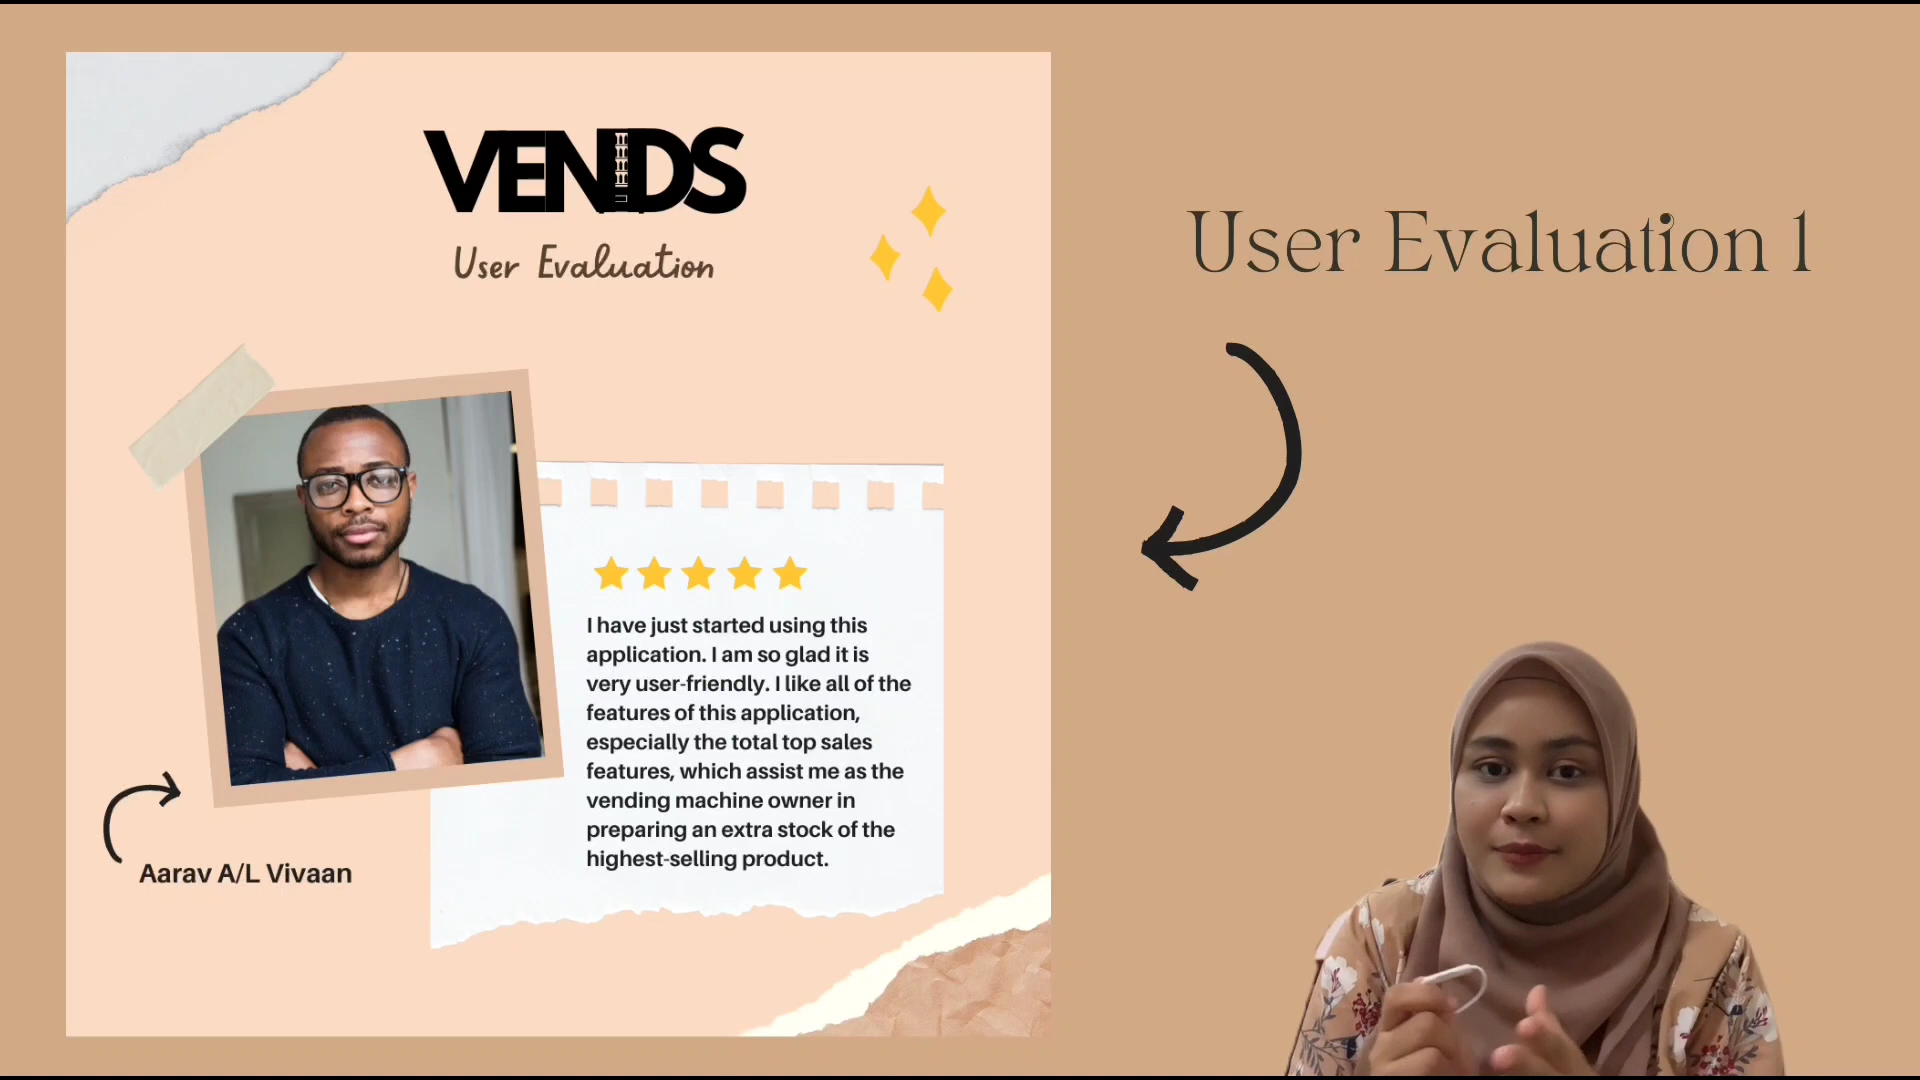 VENDS
User Evaluation
User Evaluation 1
I have just started using this
application. I am so glad it is
very user-friendly. I like all of the
features of this application,
especially the total top sales
features, which assist me as the
vending machine owner in
preparing an extra stock of the
highest-selling product.
Aarav A/L Vivaan